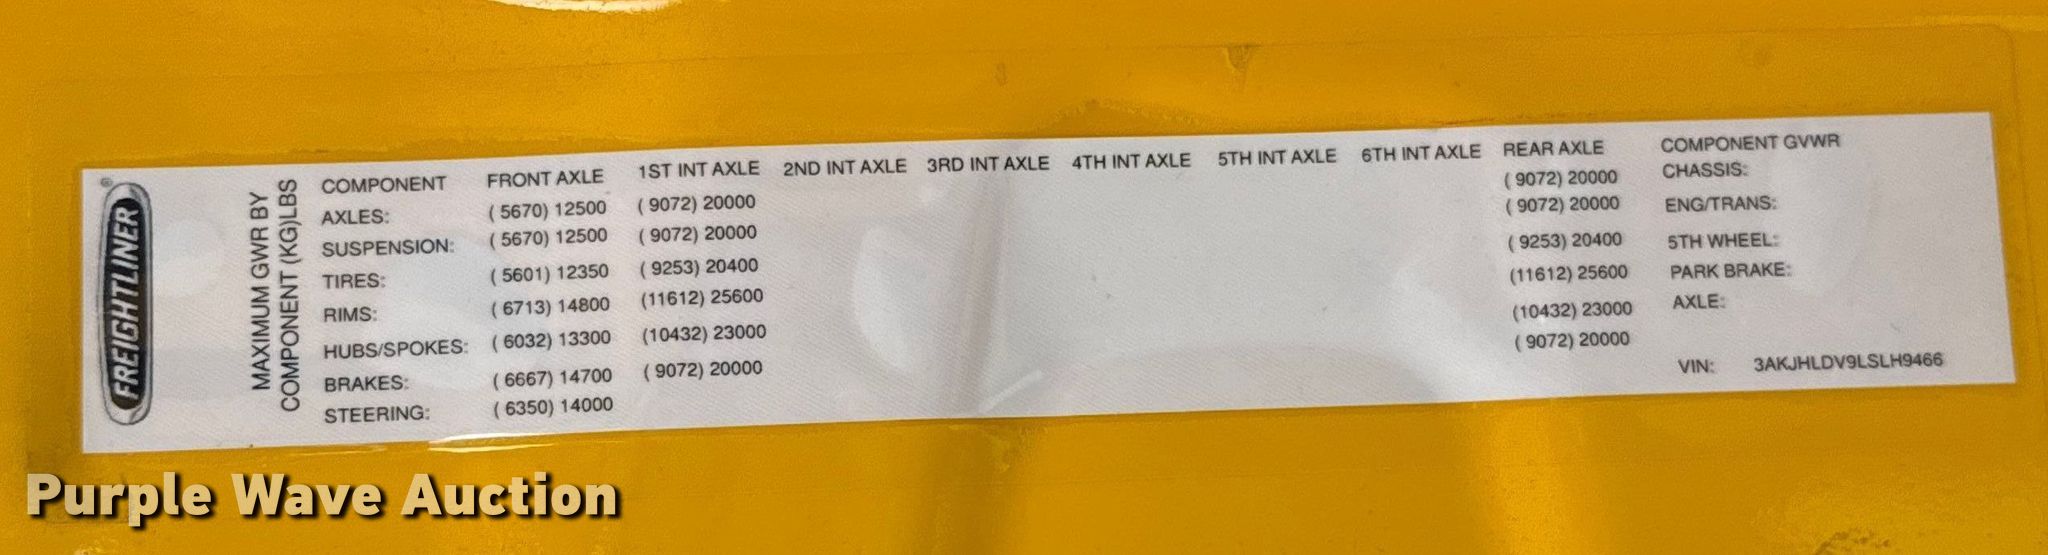 FREIGHTLINER ®
MAXIMUM GWR BY
COMPONENT (KG)LBS
COMPONENT FRONT AXLE 1ST INT AXLE 2ND INT AXLE 3RD INT AXLE 4TH INT AXLE 5TH INT AXLE 6TH INT AXLE REAR AXLE COMPONENT GVWR
AXLES: ( 5670) 12500 ( 9072) 20000 ( 9072) 20000 CHASSIS:
SUSPENSION: ( 5670) 12500 ( 9072) 20000 ( 9072) 20000 ENG/TRANS:
TIRES: ( 5601) 12350 ( 9253) 20400 ( 9253) 20400 5TH WHEEL:
RIMS: ( 6713) 14800 (11612) 25600 (11612) 25600 PARK BRAKE:
HUBS/SPOKES: ( 6032) 13300 (10432) 23000 (10432) 23000 AXLE:
BRAKES: ( 6667) 14700 ( 9072) 20000 ( 9072) 20000
STEERING: ( 6350) 14000 VIN: 3AKJHLDV9LSLH9466
Purple Wave Auction